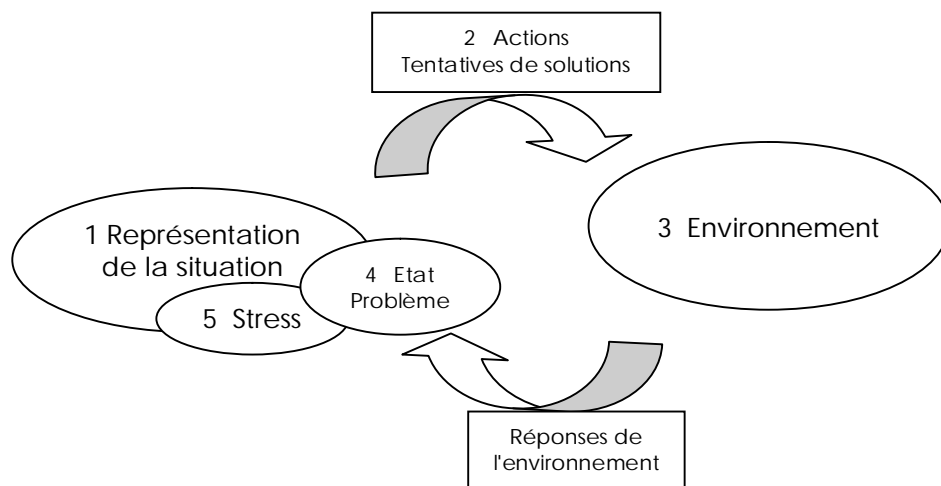 2 Actions
Tentatives de solutions
1 Représentation
de la situation
3 Environnement
4 Etat
Problème
5 Stress
Réponses de
l'environnement